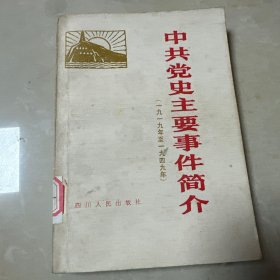 中共党史主要事件简介
（一九一九年至一九四九年）
四川人民出版社